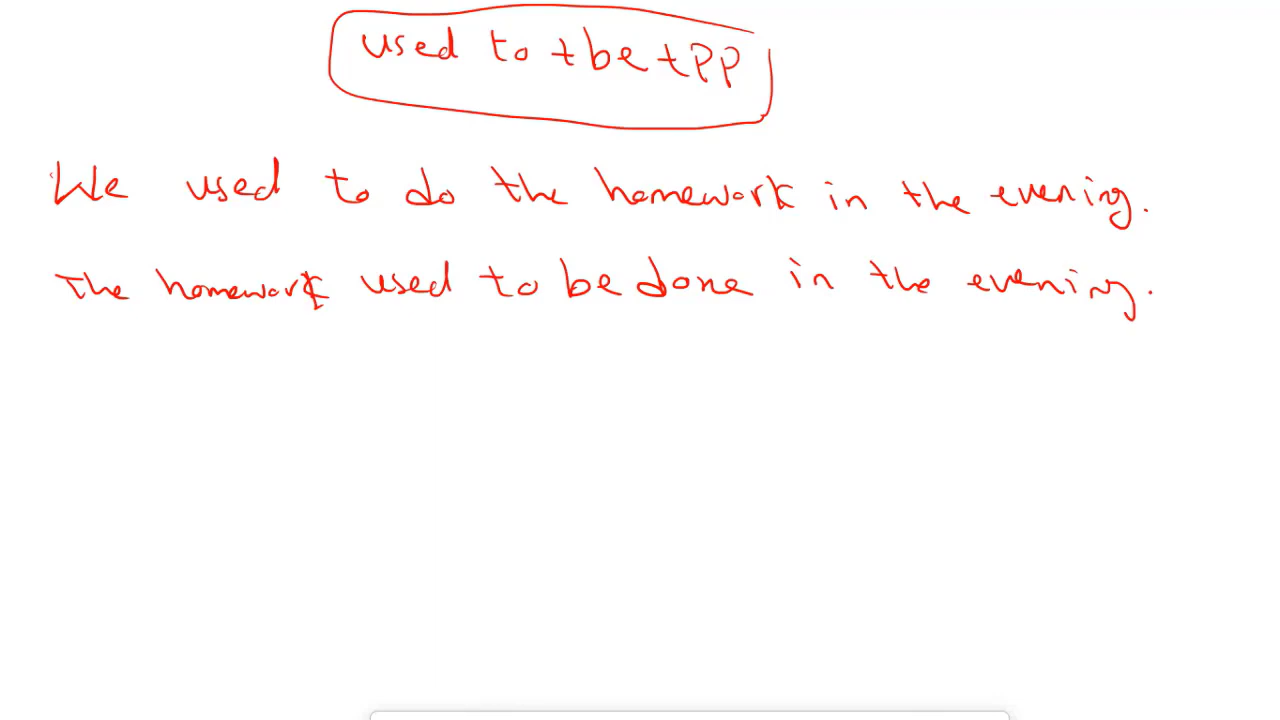 used to + be + PP
We used to do the homework in the evening.
The homework used to be done in the evening.